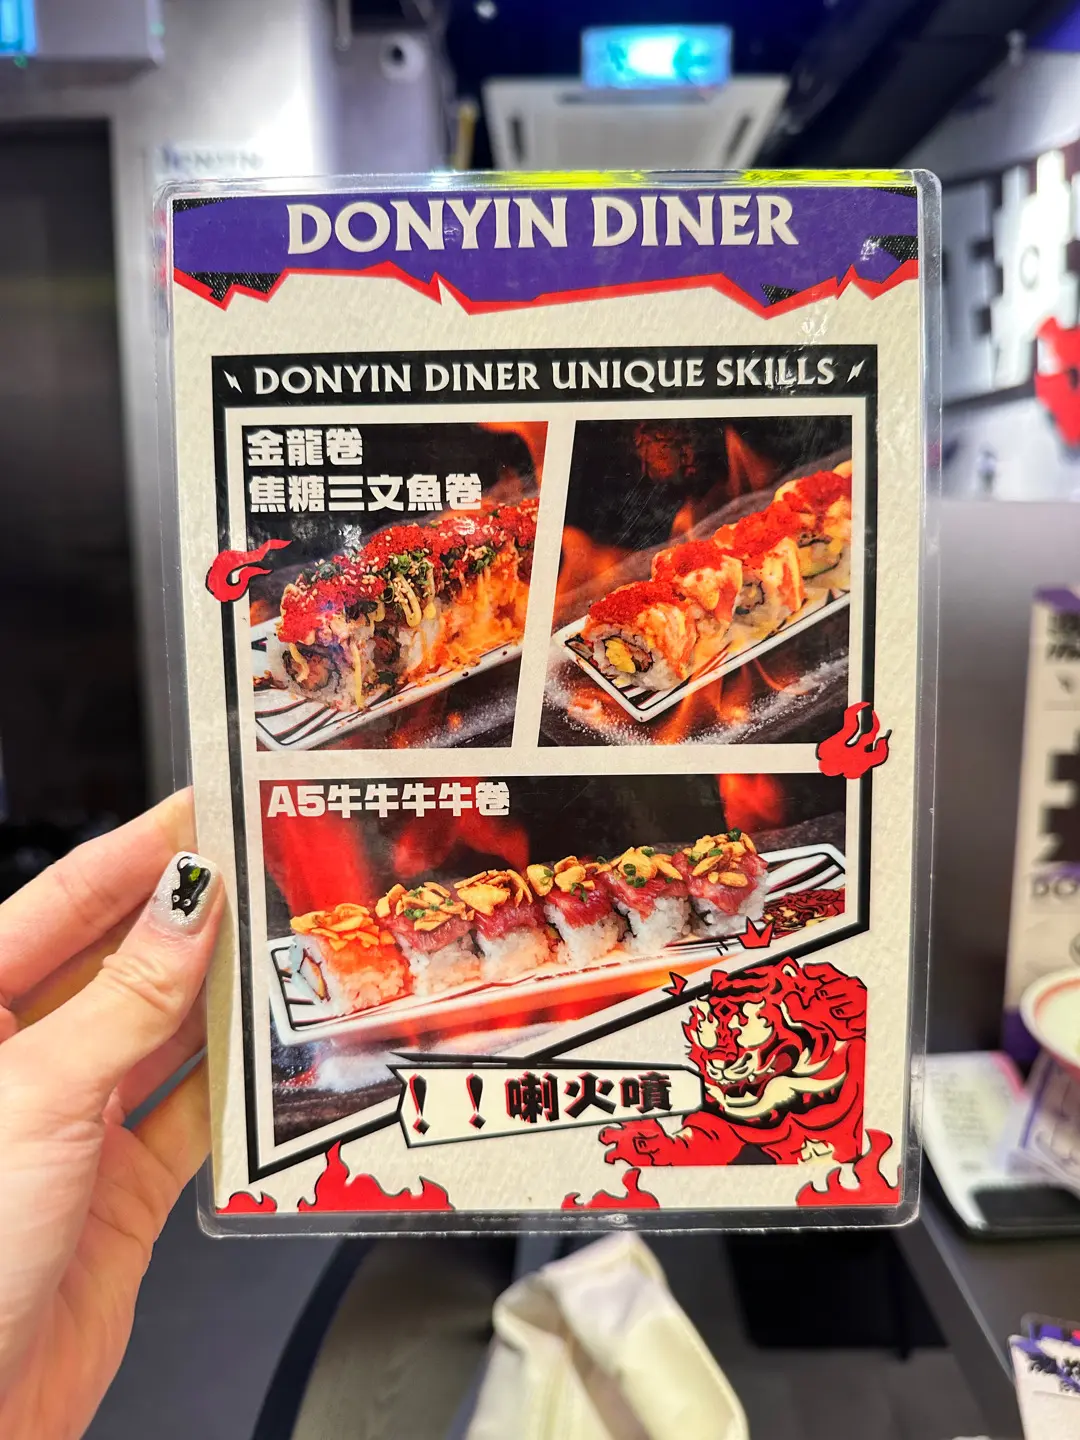 DONYIN DINER
DONYIN DINER UNIQUE SKILLS
金龍卷
焦糖三文魚卷
A5牛牛牛牛卷
！！喇火噴